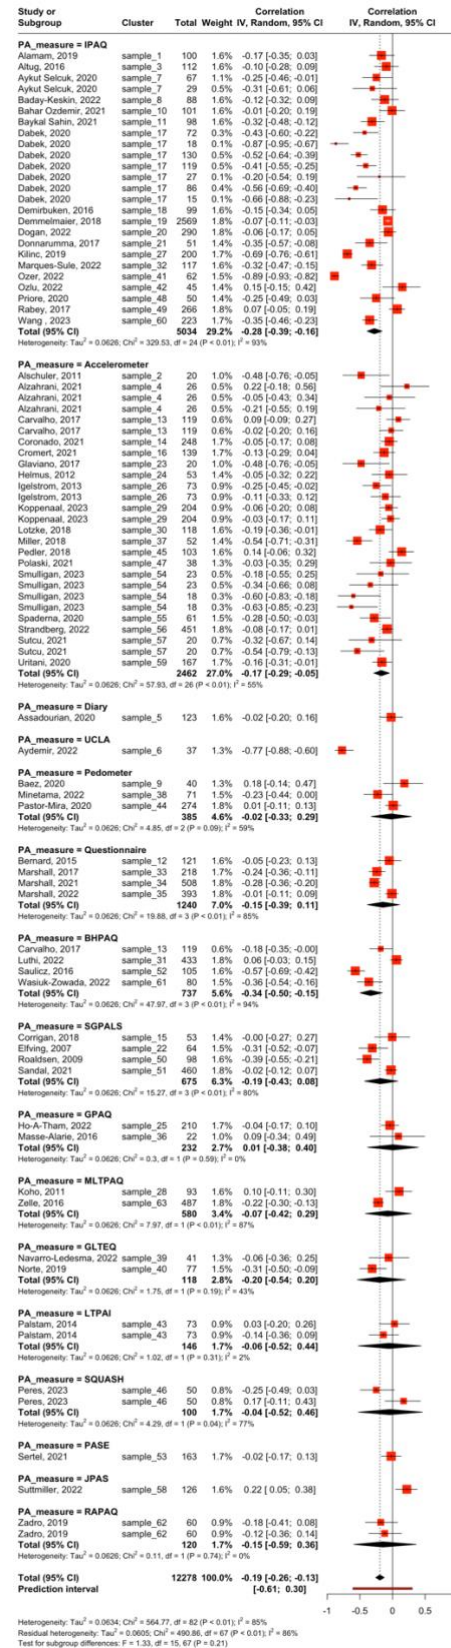 Study or Correlation Correlation
Subgroup Cluster Total Weight IV, Random, 95% CI IV, Random, 95% CI
PA_measure = IPAQ
Alamam, 2019 sample_1 100 1.6% -0.17 [-0.35; 0.03]
Altug, 2016 sample_3 112 1.6% -0.10 [-0.28; 0.09]
Aykut Selcuk, 2020 sample_7 67 1.1% -0.25 [-0.46; -0.01]
Aykut Selcuk, 2020 sample_7 29 1.1% -0.31 [-0.61; 0.06]
Baday-Keskin, 2022 sample_8 88 1.6% -0.12 [-0.32; 0.09]
Bahar Ozdemir, 2021 sample_10 101 1.6% -0.01 [-0.20; 0.19]
Baykal Sahin, 2021 sample_11 98 1.6% -0.32 [-0.48; -0.12]
Dabek, 2020 sample_17 72 0.3% -0.43 [-0.60; -0.22]
Dabek, 2020 sample_17 18 0.3% -0.87 [-0.95; -0.67]
Dabek, 2020 sample_17 130 0.5% -0.52 [-0.64; -0.39]
Dabek, 2020 sample_17 119 0.5% -0.41 [-0.55; -0.25]
Dabek, 2020 sample_17 27 0.1% -0.20 [-0.54; 0.19]
Dabek, 2020 sample_17 86 0.5% -0.56 [-0.69; -0.40]
Dabek, 2020 sample_17 15 0.1% -0.66 [-0.88; -0.23]
Demirbuken, 2016 sample_18 99 1.6% -0.15 [-0.34; 0.05]
Demmelmaier, 2018 sample_19 2569 1.8% -0.07 [-0.11; -0.03]
Dogan, 2022 sample_20 290 1.8% -0.06 [-0.17; 0.05]
Donnarumma, 2017 sample_21 51 1.4% -0.35 [-0.57; -0.08]
Kilinc, 2019 sample_27 200 1.7% -0.69 [-0.76; -0.61]
Marques-Sule, 2022 sample_32 117 1.6% -0.32 [-0.47; -0.15]
Ozer, 2022 sample_41 62 1.5% -0.89 [-0.93; -0.82]
Ozlu, 2022 sample_42 45 1.4% 0.15 [-0.15; 0.42]
Priore, 2020 sample_48 50 1.4% -0.25 [-0.49; 0.03]
Rabey, 2017 sample_49 266 1.8% 0.07 [-0.05; 0.19]
Wang , 2023 sample_60 223 1.7% -0.35 [-0.46; -0.23]
Total (95% CI) 5034 29.2% -0.28 [-0.39; -0.16]
Heterogeneity: Tau² = 0.0626; Chi² = 329.53, df = 24 (P < 0.01); I² = 93%
PA_measure = Accelerometer
Alschuler, 2011 sample_2 20 1.0% -0.48 [-0.76; -0.05]
Alzahrani, 2021 sample_4 26 0.6% 0.22 [-0.18; 0.56]
Alzahrani, 2021 sample_4 26 0.6% -0.05 [-0.43; 0.34]
Alzahrani, 2021 sample_4 26 0.6% -0.21 [-0.55; 0.19]
Carvalho, 2017 sample_13 119 0.6% 0.09 [-0.09; 0.27]
Carvalho, 2017 sample_13 119 0.6% -0.02 [-0.20; 0.16]
Coronado, 2021 sample_14 248 1.7% -0.05 [-0.17; 0.08]
Cromert, 2021 sample_16 139 1.7% -0.13 [-0.29; 0.04]
Glaviano, 2017 sample_23 20 1.0% -0.48 [-0.76; -0.05]
Helmus, 2012 sample_24 53 1.4% -0.05 [-0.32; 0.22]
Igelstrom, 2013 sample_26 73 0.9% -0.25 [-0.45; -0.02]
Igelstrom, 2013 sample_26 73 0.9% -0.11 [-0.33; 0.12]
Koppenaal, 2023 sample_29 204 0.9% -0.06 [-0.20; 0.08]
Koppenaal, 2023 sample_29 204 0.9% -0.03 [-0.17; 0.11]
Lotzke, 2018 sample_30 118 1.6% -0.19 [-0.36; -0.01]
Miller, 2018 sample_37 52 1.4% -0.54 [-0.71; -0.31]
Pedler, 2018 sample_45 103 1.6% 0.14 [-0.06; 0.32]
Polaski, 2021 sample_47 38 1.3% -0.03 [-0.35; 0.29]
Smulligan, 2023 sample_54 23 0.5% -0.18 [-0.55; 0.25]
Smulligan, 2023 sample_54 23 0.5% -0.34 [-0.66; 0.08]
Smulligan, 2023 sample_54 18 0.3% -0.60 [-0.83; -0.18]
Smulligan, 2023 sample_54 18 0.3% -0.63 [-0.85; -0.23]
Spaderna, 2020 sample_55 61 1.5% -0.28 [-0.50; -0.03]
Strandberg, 2022 sample_56 451 1.8% -0.08 [-0.17; 0.01]
Sutcu, 2021 sample_57 20 0.7% -0.32 [-0.67; 0.14]
Sutcu, 2021 sample_57 20 0.7% -0.54 [-0.79; -0.13]
Uritani, 2020 sample_59 167 1.7% -0.16 [-0.31; -0.01]
Total (95% CI) 2462 27.0% -0.17 [-0.29; -0.05]
Heterogeneity: Tau² = 0.0626; Chi² = 57.93, df = 26 (P < 0.01); I² = 55%
PA_measure = Diary
Assadourian, 2020 sample_5 123 1.6% -0.02 [-0.20; 0.16]
PA_measure = UCLA
Aydemir, 2022 sample_6 37 1.3% -0.77 [-0.88; -0.60]
PA_measure = Pedometer
Baez, 2020 sample_9 40 1.3% 0.18 [-0.14; 0.47]
Minetama, 2022 sample_38 71 1.5% -0.23 [-0.44; 0.00]
Pastor-Mira, 2020 sample_44 274 1.8% 0.01 [-0.11; 0.13]
Total (95% CI) 385 4.6% -0.02 [-0.33; 0.29]
Heterogeneity: Tau² = 0.0626; Chi² = 4.85, df = 2 (P = 0.09); I² = 59%
PA_measure = Questionnaire
Bernard, 2015 sample_12 121 1.6% -0.05 [-0.23; 0.13]
Marshall, 2017 sample_33 218 1.7% -0.24 [-0.36; -0.11]
Marshall, 2021 sample_34 508 1.8% -0.28 [-0.36; -0.20]
Marshall, 2022 sample_35 393 1.8% -0.01 [-0.11; 0.09]
Total (95% CI) 1240 7.0% -0.15 [-0.39; 0.11]
Heterogeneity: Tau² = 0.0626; Chi² = 19.88, df = 3 (P < 0.01); I² = 85%
PA_measure = BHPAQ
Carvalho, 2017 sample_13 119 0.6% -0.18 [-0.35; -0.00]
Luthi, 2022 sample_31 433 1.8% 0.06 [-0.03; 0.15]
Saulicz, 2016 sample_52 105 1.6% -0.57 [-0.69; -0.42]
Wasiuk-Zowada, 2022 sample_61 80 1.5% -0.36 [-0.54; -0.16]
Total (95% CI) 737 5.6% -0.34 [-0.50; -0.15]
Heterogeneity: Tau² = 0.0626; Chi² = 47.97, df = 3 (P < 0.01); I² = 94%
PA_measure = SGPALS
Corrigan, 2018 sample_15 53 1.4% -0.00 [-0.27; 0.27]
Elfving, 2007 sample_22 64 1.5% -0.31 [-0.52; -0.07]
Roaldsen, 2009 sample_50 98 1.6% -0.39 [-0.55; -0.21]
Sandal, 2021 sample_51 460 1.8% -0.02 [-0.12; 0.07]
Total (95% CI) 675 6.3% -0.19 [-0.43; 0.08]
Heterogeneity: Tau² = 0.0626; Chi² = 15.27, df = 3 (P < 0.01); I² = 80%
PA_measure = GPAQ
Ho-A-Tham, 2022 sample_25 210 1.7% -0.04 [-0.17; 0.10]
Masse-Alarie, 2016 sample_36 22 1.1% 0.09 [-0.34; 0.49]
Total (95% CI) 232 2.7% 0.01 [-0.38; 0.40]
Heterogeneity: Tau² = 0.0626; Chi² = 0.3, df = 1 (P = 0.59); I² = 0%
PA_measure = MLTPAQ
Koho, 2011 sample_28 93 1.6% 0.10 [-0.11; 0.30]
Zelle, 2016 sample_63 487 1.8% -0.22 [-0.30; -0.13]
Total (95% CI) 580 3.4% -0.07 [-0.42; 0.29]
Heterogeneity: Tau² = 0.0626; Chi² = 7.97, df = 1 (P < 0.01); I² = 87%
PA_measure = GLTEQ
Navarro-Ledesma, 2022 sample_39 41 1.3% -0.06 [-0.36; 0.25]
Norte, 2019 sample_40 77 1.5% -0.31 [-0.50; -0.09]
Total (95% CI) 118 2.8% -0.20 [-0.54; 0.20]
Heterogeneity: Tau² = 0.0626; Chi² = 1.75, df = 1 (P = 0.19); I² = 43%
PA_measure = LTPAI
Palstam, 2014 sample_43 73 0.9% 0.03 [-0.20; 0.26]
Palstam, 2014 sample_43 73 0.9% -0.14 [-0.36; 0.09]
Total (95% CI) 146 1.7% -0.06 [-0.52; 0.44]
Heterogeneity: Tau² = 0.0626; Chi² = 1.02, df = 1 (P = 0.31); I² = 2%
PA_measure = SQUASH
Peres, 2023 sample_46 50 0.8% -0.25 [-0.49; 0.03]
Peres, 2023 sample_46 50 0.8% 0.17 [-0.11; 0.43]
Total (95% CI) 100 1.7% -0.04 [-0.52; 0.46]
Heterogeneity: Tau² = 0.0626; Chi² = 4.29, df = 1 (P = 0.04); I² = 77%
PA_measure = PASE
Sertel, 2021 sample_53 163 1.7% -0.02 [-0.17; 0.13]
PA_measure = JPAS
Suttmiller, 2022 sample_58 126 1.6% 0.22 [ 0.05; 0.38]
PA_measure = RAPAQ
Zadro, 2019 sample_62 60 0.8% -0.18 [-0.41; 0.08]
Zadro, 2019 sample_62 60 0.8% -0.12 [-0.36; 0.14]
Total (95% CI) 120 1.7% -0.15 [-0.59; 0.36]
Heterogeneity: Tau² = 0.0626; Chi² = 0.11, df = 1 (P = 0.74); I² = 0%
Total (95% CI) 12278 100.0% -0.19 [-0.26; -0.13]
Prediction interval [-0.61; 0.30]
-1 -0.5 0 0.5
Heterogeneity: Tau² = 0.0634; Chi² = 564.77, df = 82 (P < 0.01); I² = 85%
Residual heterogeneity: Tau² = 0.0605; Chi² = 490.86, df = 67 (P < 0.01); I² = 86%
Test for subgroup differences: F = 1.33, df = 15, 67 (P = 0.21)